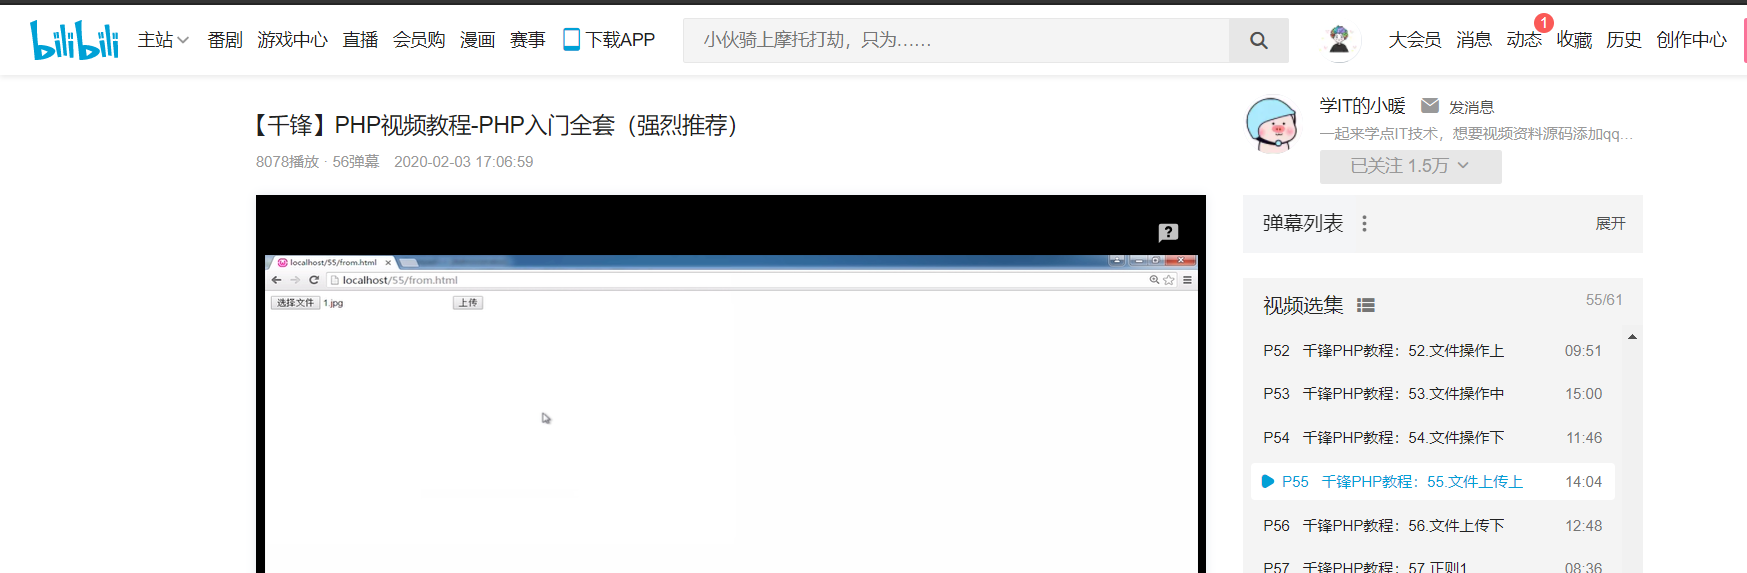 bilibili 主站 番剧 游戏中心 直播 会员购 漫画 赛事 下载APP 小伙骑上摩托打劫，只为…… 大会员 消息 动态 1 收藏 历史 创作中心
【千锋】PHP视频教程-PHP入门全套（强烈推荐）
8078播放 · 56弹幕 2020-02-03 17:06:59
学IT的小暖 发消息
一起来学点IT技术，想要视频资料源码添加qq...
已关注 1.5万
localhost/55/from.html
localhost/55/from.html
选择文件 1.jpg 上传
弹幕列表 展开
视频选集 55/61
P52 千锋PHP教程：52.文件操作上 09:51
P53 千锋PHP教程：53.文件操作中 15:00
P54 千锋PHP教程：54.文件操作下 11:46
P55 千锋PHP教程：55.文件上传上 14:04
P56 千锋PHP教程：56.文件上传下 12:48
P57 千锋PHP教程：57.正则1 08:36